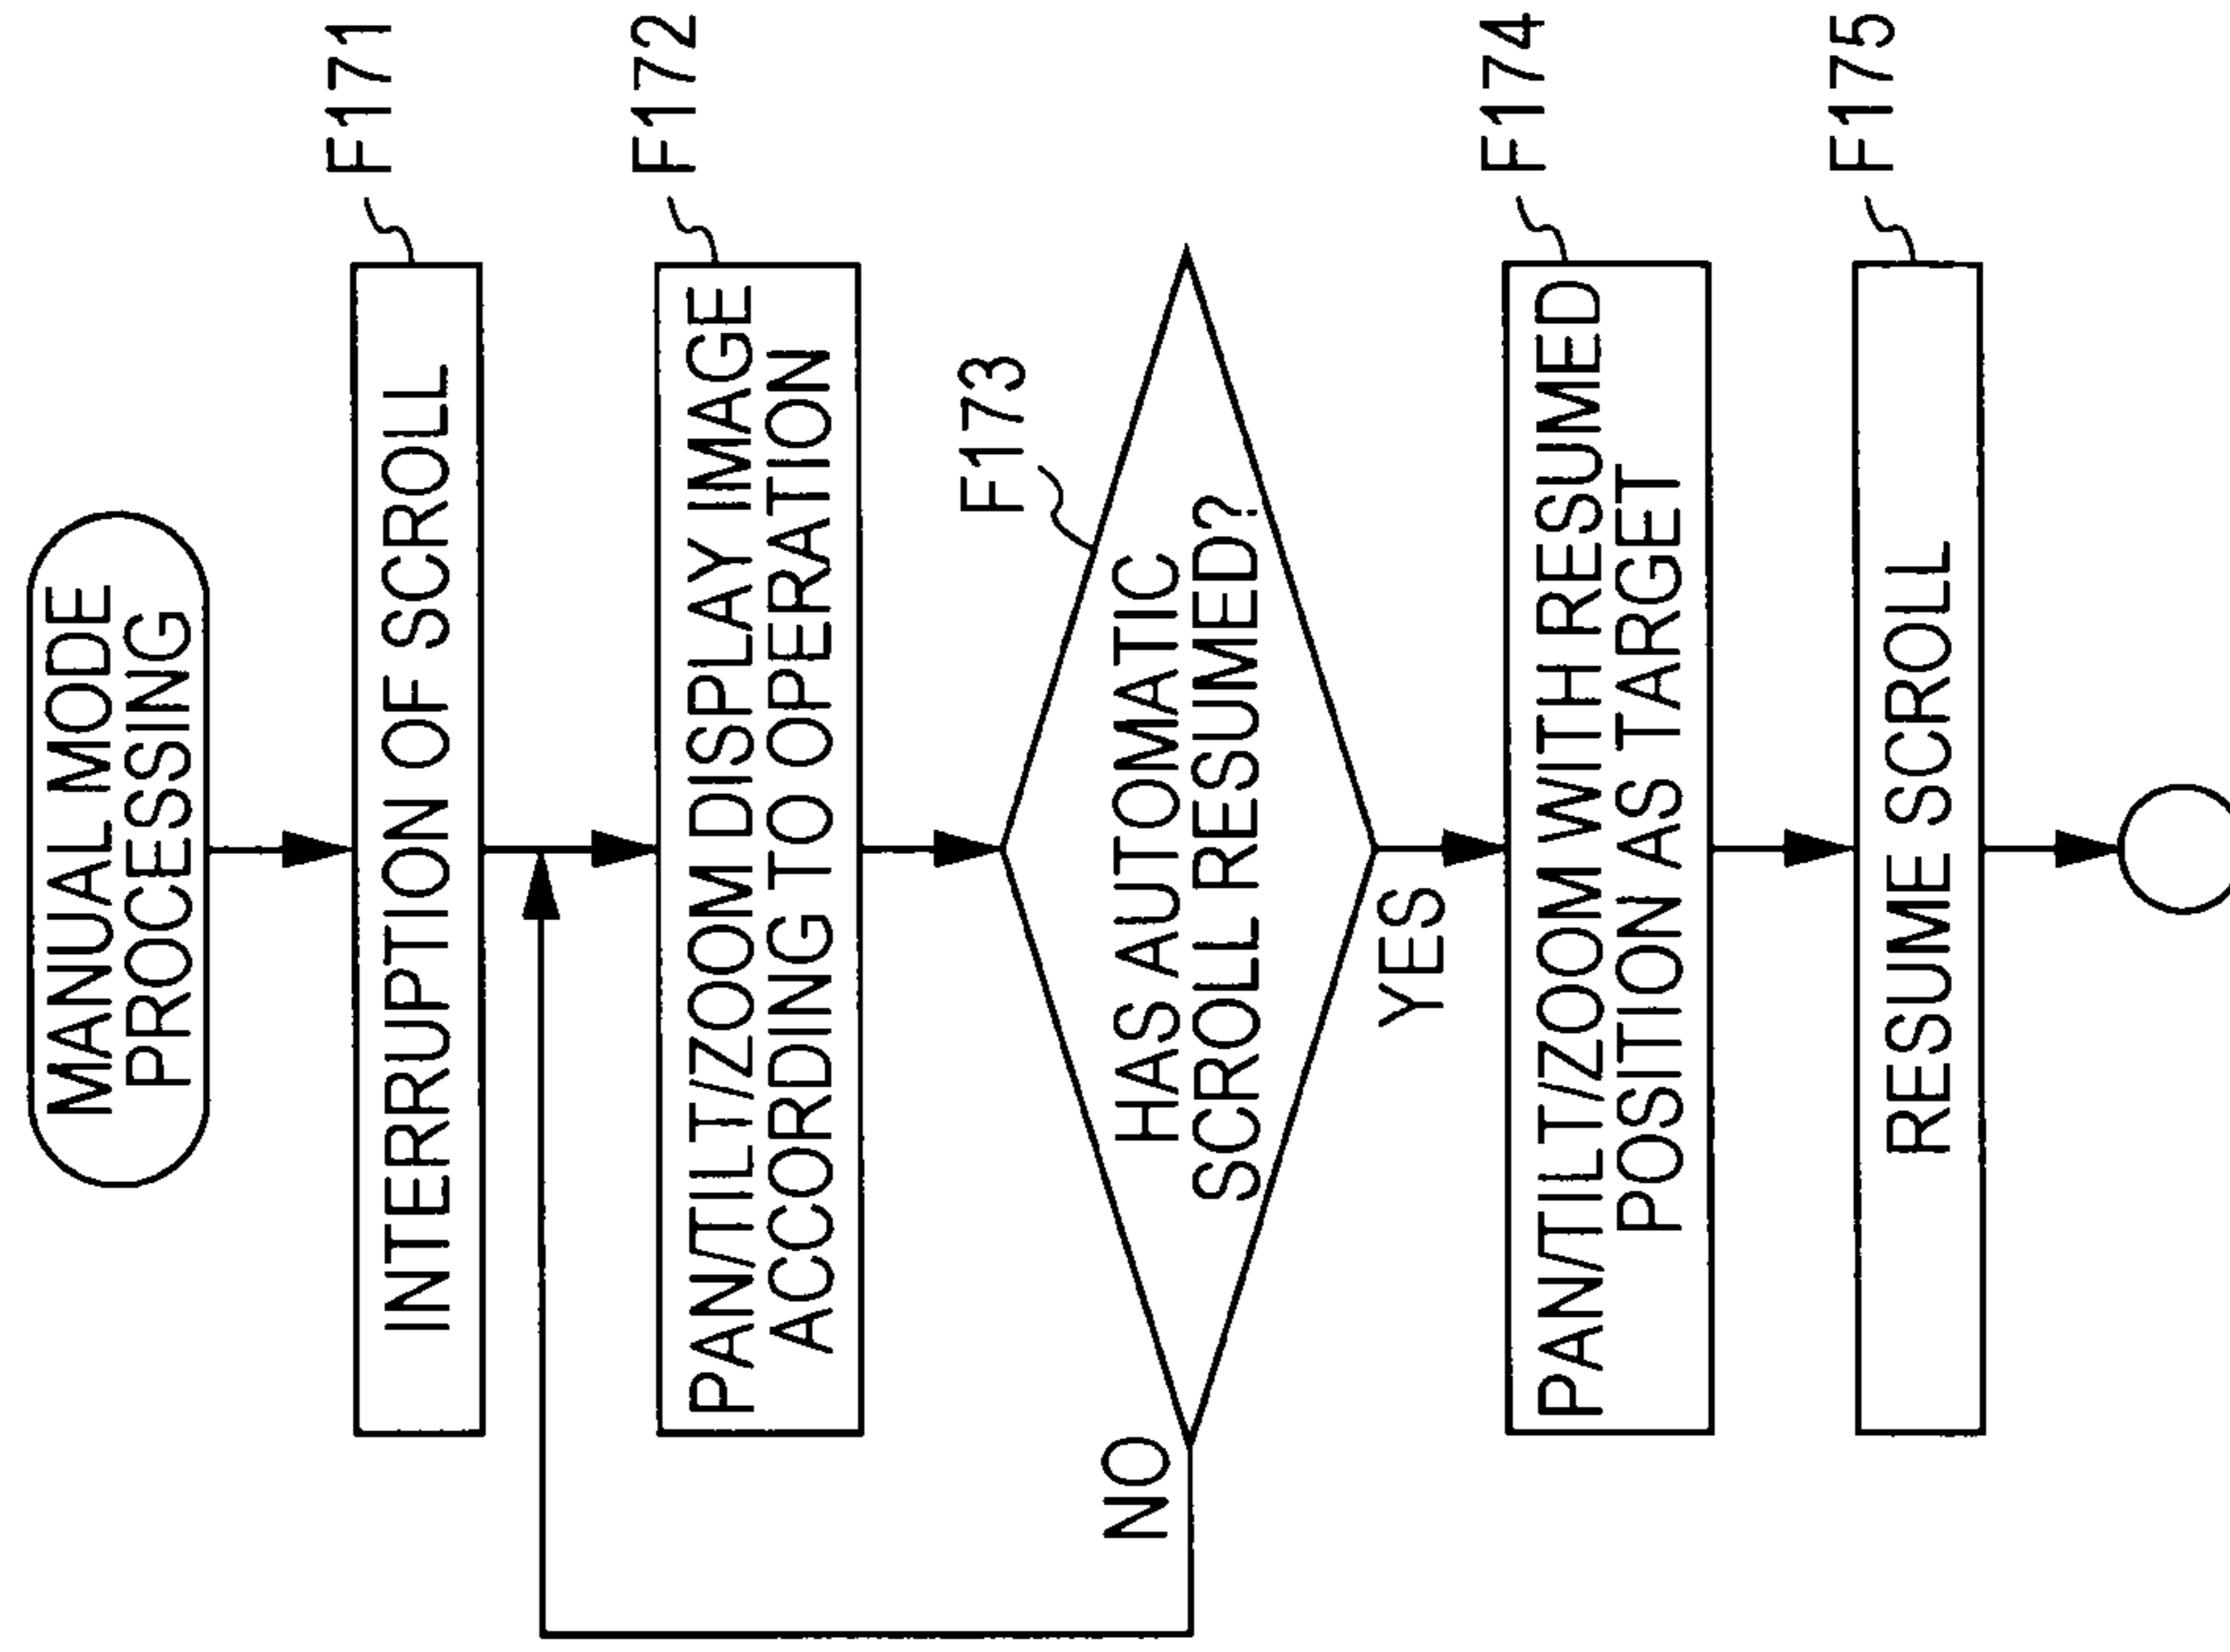 MANUAL MODE
PROCESSING
F171
INTERRUPTION OF SCROLL
F172
PAN/TILT/ZOOM DISPLAY IMAGE
ACCORDING TO OPERATION
F173
HAS AUTOMATIC
SCROLL RESUMED?
NO
YES
F174
PAN/TILT/ZOOM WITH RESUMED
POSITION AS TARGET
F175
RESUME SCROLL